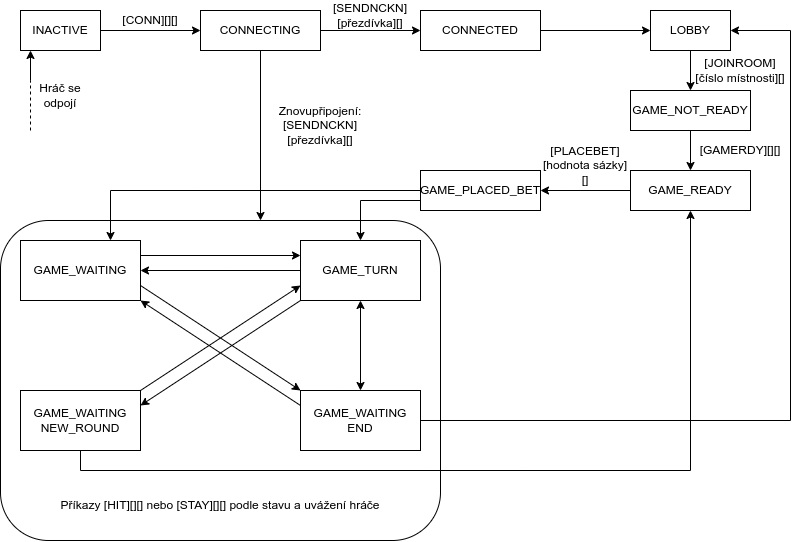 INACTIVE
[CONN][][]
CONNECTING
[SENDNCKN]
[přezdívka][]
CONNECTED
LOBBY
Hráč se
odpojí
Znovupřipojení:
[SENDNCKN]
[přezdívka][]
[JOINROOM]
[číslo místnosti][]
GAME_NOT_READY
[GAMERDY][][]
[PLACEBET]
[hodnota sázky]
[]
GAME_PLACED_BET
GAME_READY
GAME_WAITING
GAME_TURN
GAME_WAITING
NEW_ROUND
GAME_WAITING
END
Příkazy [HIT][][] nebo [STAY][][] podle stavu a uvážení hráče